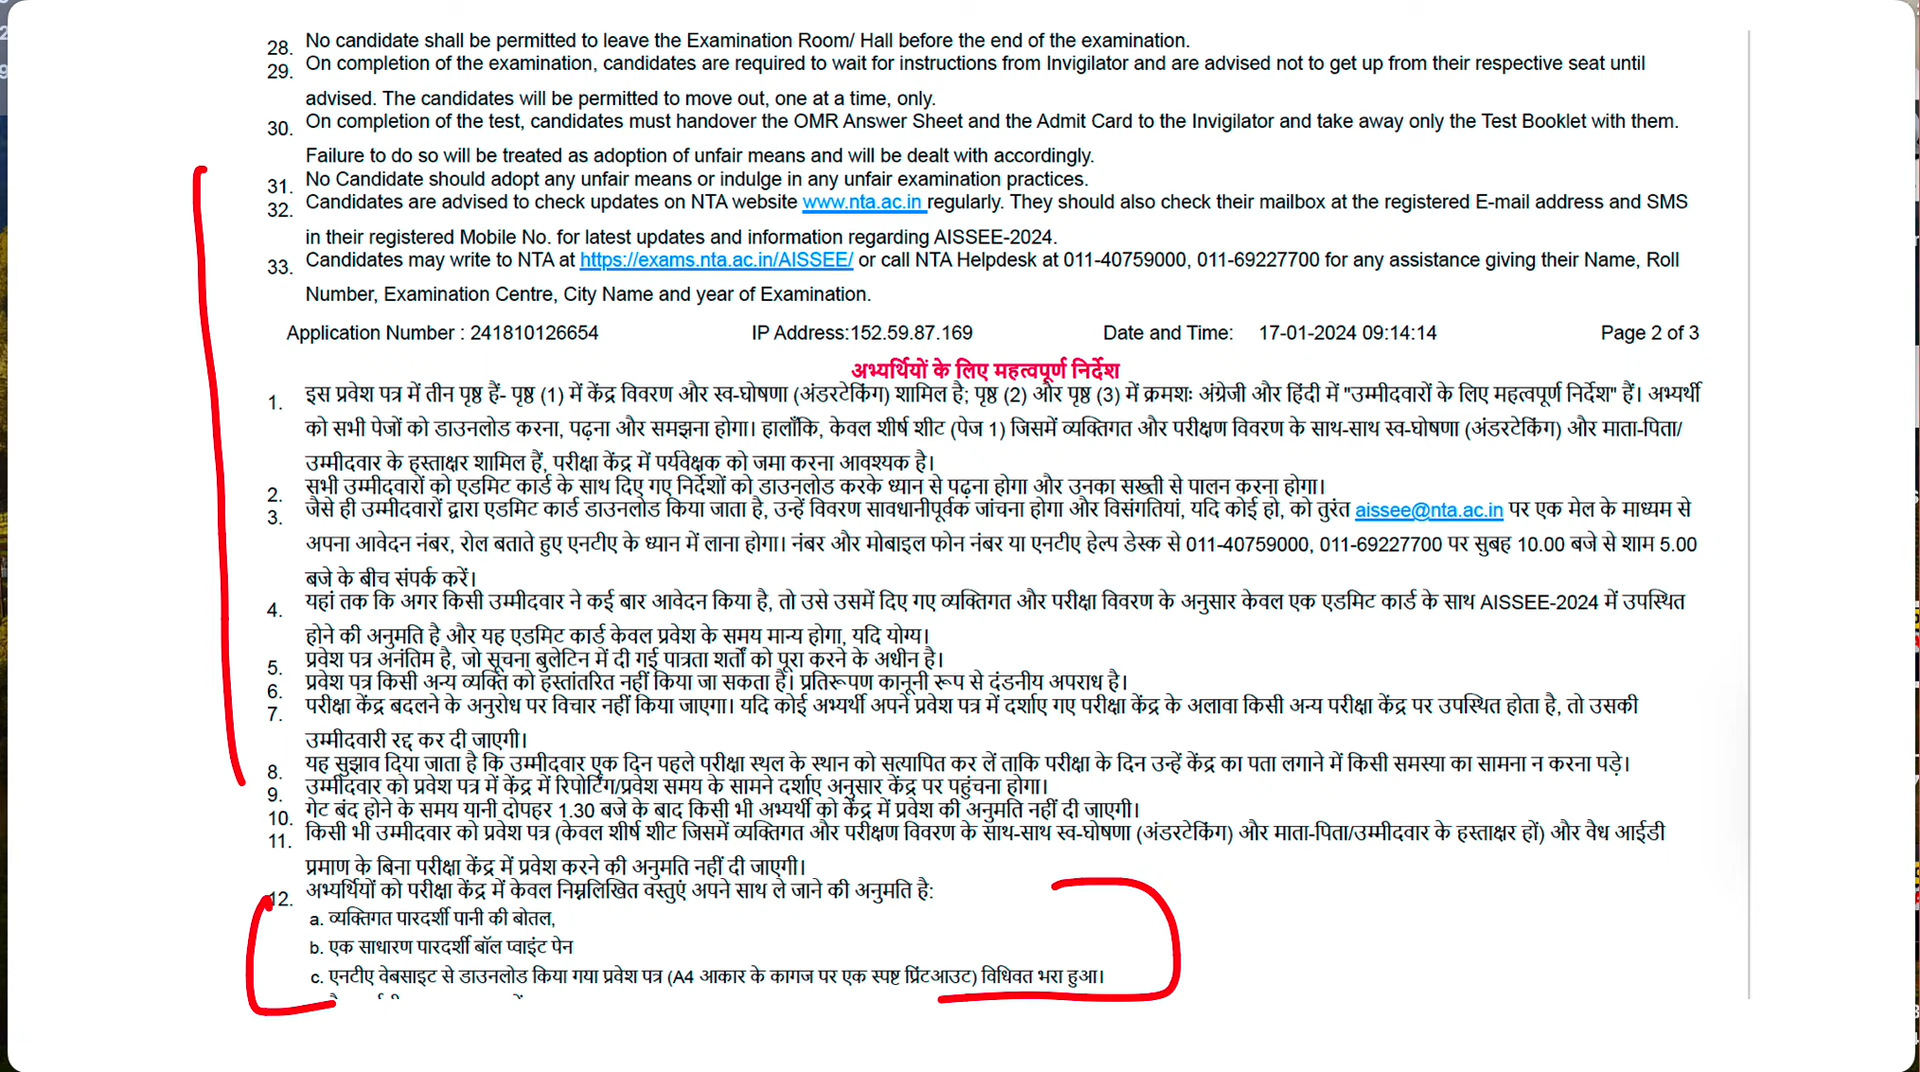 28. No candidate shall be permitted to leave the Examination Room/ Hall before the end of the examination.
29. On completion of the examination, candidates are required to wait for instructions from Invigilator and are advised not to get up from their respective seat until
advised. The candidates will be permitted to move out, one at a time, only.
30. On completion of the test, candidates must handover the OMR Answer Sheet and the Admit Card to the Invigilator and take away only the Test Booklet with them.
Failure to do so will be treated as adoption of unfair means and will be dealt with accordingly.
31. No Candidate should adopt any unfair means or indulge in any unfair examination practices.
32. Candidates are advised to check updates on NTA website www.nta.ac.in regularly. They should also check their mailbox at the registered E-mail address and SMS
in their registered Mobile No. for latest updates and information regarding AISSEE-2024.
33. Candidates may write to NTA at https://exams.nta.ac.in/AISSEE/ or call NTA Helpdesk at 011-40759000, 011-69227700 for any assistance giving their Name, Roll
Number, Examination Centre, City Name and year of Examination.
Application Number : 241810126654 IP Address:152.59.87.169 Date and Time: 17-01-2024 09:14:14 Page 2 of 3
अभ्यर्थियों के लिए महत्वपूर्ण निर्देश
1. इस प्रवेश पत्र में तीन पृष्ठ हैं- पृष्ठ (1) में केंद्र विवरण और स्व-घोषणा (अंडरटेकिंग) शामिल है; पृष्ठ (2) और पृष्ठ (3) में क्रमशः अंग्रेजी और हिंदी में "उम्मीदवारों के लिए महत्वपूर्ण निर्देश" हैं। अभ्यर्थी
को सभी पेजों को डाउनलोड करना, पढ़ना और समझना होगा। हालाँकि, केवल शीर्ष शीट (पेज 1) जिसमें व्यक्तिगत और परीक्षण विवरण के साथ-साथ स्व-घोषणा (अंडरटेकिंग) और माता-पिता/
उम्मीदवार के हस्ताक्षर शामिल हैं, परीक्षा केंद्र में पर्यवेक्षक को जमा करना आवश्यक है।
2. सभी उम्मीदवारों को एडमिट कार्ड के साथ दिए गए निर्देशों को डाउनलोड करके ध्यान से पढ़ना होगा और उनका सख्ती से पालन करना होगा।
3. जैसे ही उम्मीदवारों द्वारा एडमिट कार्ड डाउनलोड किया जाता है, उन्हें विवरण सावधानीपूर्वक जांचना होगा और विसंगतियां, यदि कोई हो, को तुरंत aissee@nta.ac.in पर एक मेल के माध्यम से
अपना आवेदन नंबर, रोल बताते हुए एनटीए के ध्यान में लाना होगा। नंबर और मोबाइल फोन नंबर या एनटीए हेल्प डेस्क से 011-40759000, 011-69227700 पर सुबह 10.00 बजे से शाम 5.00
बजे के बीच संपर्क करें।
4. यहां तक कि अगर किसी उम्मीदवार ने कई बार आवेदन किया है, तो उसे उसमें दिए गए व्यक्तिगत और परीक्षा विवरण के अनुसार केवल एक एडमिट कार्ड के साथ AISSEE-2024 में उपस्थित
होने की अनुमति है और यह एडमिट कार्ड केवल प्रवेश के समय मान्य होगा, यदि योग्य।
5. प्रवेश पत्र अनंतिम है, जो सूचना बुलेटिन में दी गई पात्रता शर्तों को पूरा करने के अधीन है।
6. प्रवेश पत्र किसी अन्य व्यक्ति को हस्तांतरित नहीं किया जा सकता है। प्रतिरूपण कानूनी रूप से दंडनीय अपराध है।
7. परीक्षा केंद्र बदलने के अनुरोध पर विचार नहीं किया जाएगा। यदि कोई अभ्यर्थी अपने प्रवेश पत्र में दर्शाए गए परीक्षा केंद्र के अलावा किसी अन्य परीक्षा केंद्र पर उपस्थित होता है, तो उसकी
उम्मीदवारी रद्द कर दी जाएगी।
8. यह सुझाव दिया जाता है कि उम्मीदवार एक दिन पहले परीक्षा स्थल के स्थान को सत्यापित कर लें ताकि परीक्षा के दिन उन्हें केंद्र का पता लगाने में किसी समस्या का सामना न करना पड़े।
9. उम्मीदवार को प्रवेश पत्र में केंद्र में रिपोर्टिंग/प्रवेश समय के सामने दर्शाए अनुसार केंद्र पर पहुंचना होगा।
10. गेट बंद होने के समय यानी दोपहर 1.30 बजे के बाद किसी भी अभ्यर्थी को केंद्र में प्रवेश की अनुमति नहीं दी जाएगी।
11. किसी भी उम्मीदवार को प्रवेश पत्र (केवल शीर्ष शीट जिसमें व्यक्तिगत और परीक्षण विवरण के साथ-साथ स्व-घोषणा (अंडरटेकिंग) और माता-पिता/उम्मीदवार के हस्ताक्षर हों) और वैध आईडी
प्रमाण के बिना परीक्षा केंद्र में प्रवेश करने की अनुमति नहीं दी जाएगी।
12. अभ्यर्थियों को परीक्षा केंद्र में केवल निम्नलिखित वस्तुएं अपने साथ ले जाने की अनुमति है:
a. व्यक्तिगत पारदर्शी पानी की बोतल,
b. एक साधारण पारदर्शी बॉल प्वाइंट पेन
c. एनटीए वेबसाइट से डाउनलोड किया गया प्रवेश पत्र (A4 आकार के कागज पर एक स्पष्ट प्रिंटआउट) विधिवत भरा हुआ।